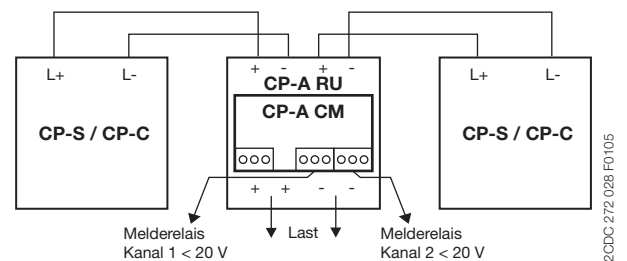 L+ L- + - + - L+ L-
CP-A RU
CP-A CM
CP-S / CP-C CP-S / CP-C
+ + - -
Melderelais Last Melderelais
Kanal 1 < 20 V Kanal 2 < 20 V
2CDC 272 028 F0105